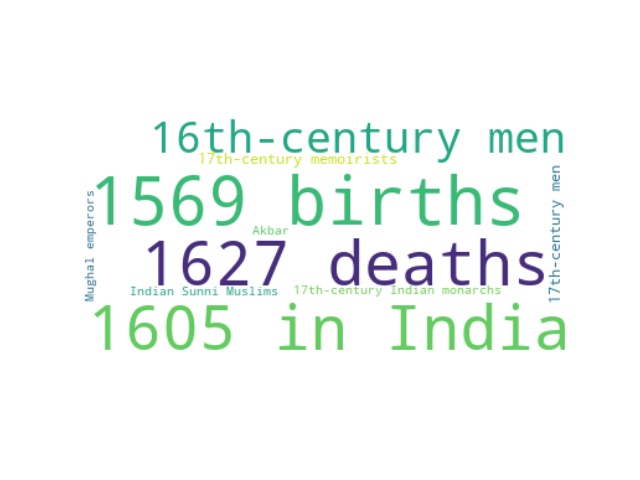 16th-century men
17th-century memoirists
1569 births
Akbar
1627 deaths
Indian Sunni Muslims
17th-century Indian monarchs
1605 in India
Mughal emperors
17th-century men